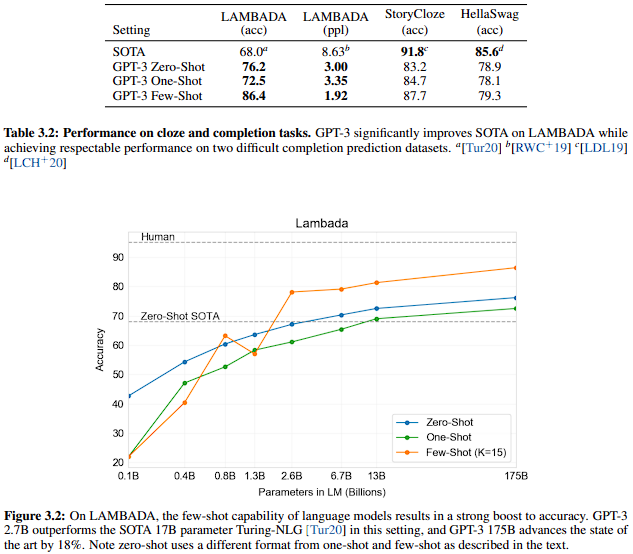 Setting LAMBADA (acc) LAMBADA (ppl) StoryCloze (acc) HellaSwag (acc)
SOTA 68.0a 8.63b 91.8c 85.6d
GPT-3 Zero-Shot 76.2 3.00 83.2 78.9
GPT-3 One-Shot 72.5 3.35 84.7 78.1
GPT-3 Few-Shot 86.4 1.92 87.7 79.3
Table 3.2: Performance on cloze and completion tasks. GPT-3 significantly improves SOTA on LAMBADA while
achieving respectable performance on two difficult completion prediction datasets. a[Tur20] b[RWC+19] c[LDL19]
d[LCH+20]
Lambada
Human
Zero-Shot SOTA
Accuracy
90
80
70
60
50
40
30
20
Zero-Shot
One-Shot
Few-Shot (K=15)
0.1B 0.4B 0.8B 1.3B 2.6B 6.7B 13B 175B
Parameters in LM (Billions)
Figure 3.2: On LAMBADA, the few-shot capability of language models results in a strong boost to accuracy. GPT-3
2.7B outperforms the SOTA 17B parameter Turing-NLG [Tur20] in this setting, and GPT-3 175B advances the state of
the art by 18%. Note zero-shot uses a different format from one-shot and few-shot as described in the text.